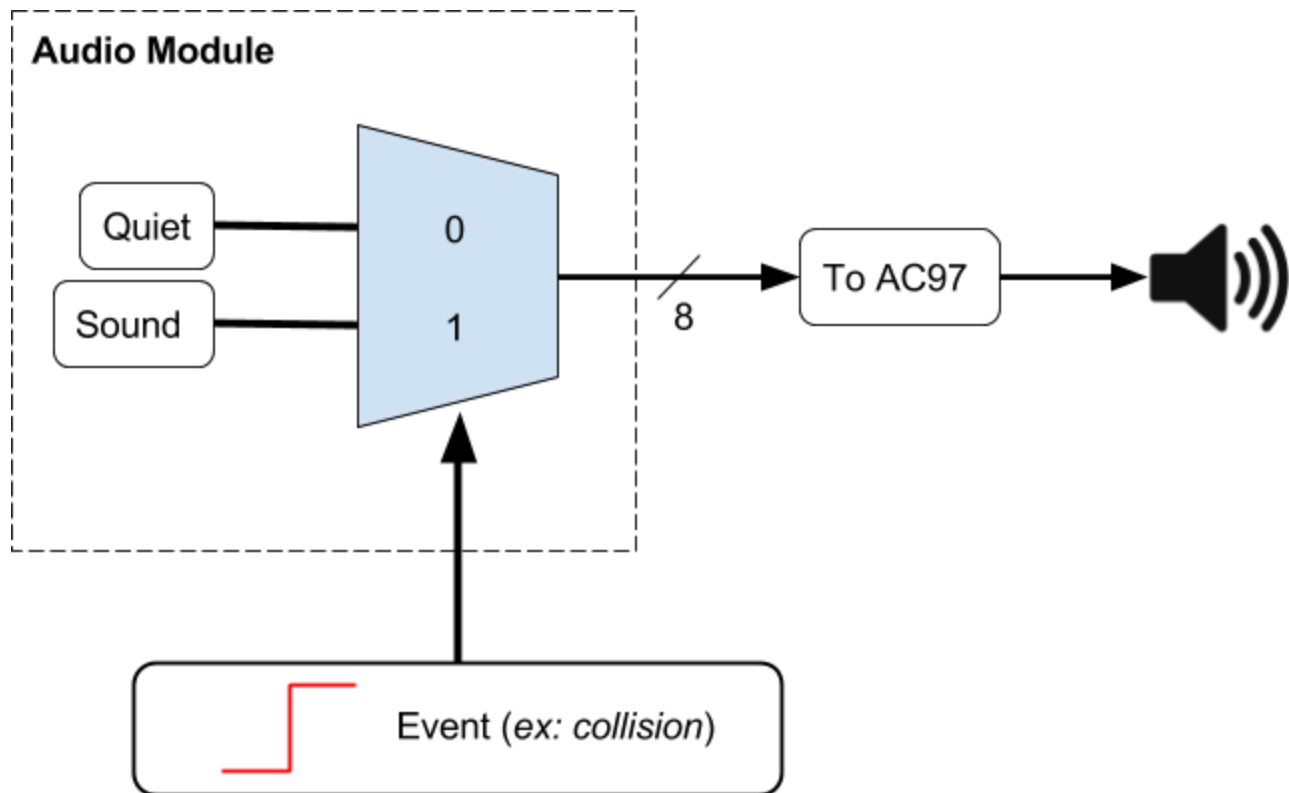 Audio Module
Quiet
0
Sound
1
8
To AC97
Event (ex: collision)